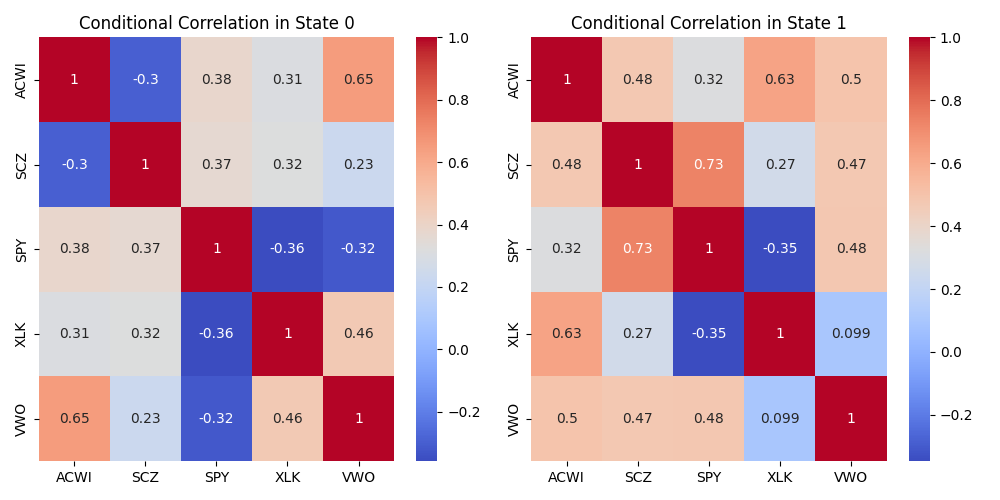 Conditional Correlation in State 0
ACWI 1 -0.3 0.38 0.31 0.65
SCZ -0.3 1 0.37 0.32 0.23
SPY 0.38 0.37 1 -0.36 -0.32
XLK 0.31 0.32 -0.36 1 0.46
VWO 0.65 0.23 -0.32 0.46 1
ACWI SCZ SPY XLK VWO
1.0
0.8
0.6
0.4
0.2
0.0
-0.2
Conditional Correlation in State 1
ACWI 1 0.48 0.32 0.63 0.5
SCZ 0.48 1 0.73 0.27 0.47
SPY 0.32 0.73 1 -0.35 0.48
XLK 0.63 0.27 -0.35 1 0.099
VWO 0.5 0.47 0.48 0.099 1
ACWI SCZ SPY XLK VWO
1.0
0.8
0.6
0.4
0.2
0.0
-0.2